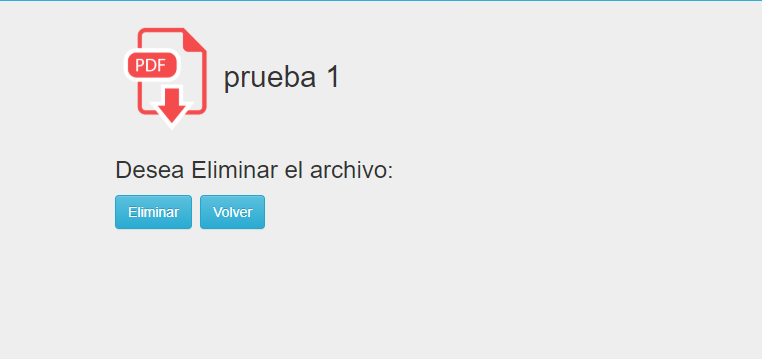 PDF
prueba 1
Desea Eliminar el archivo:
Eliminar Volver